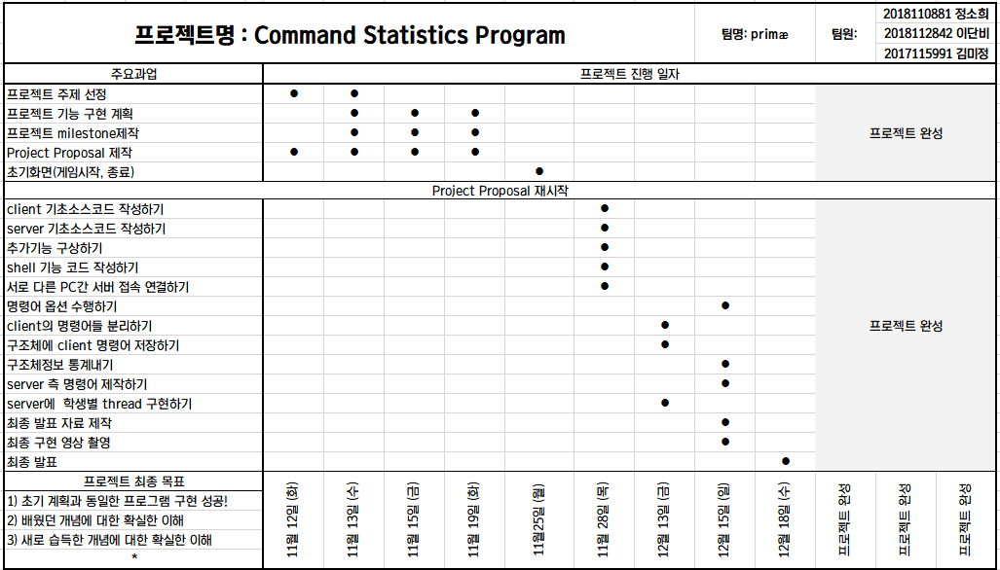 프로젝트명 : Command Statistics Program
팀명: primæ
팀원:
2018110881 정소희
2018112842 이단비
2017115991 김미정
주요과업
프로젝트 진행 일자
프로젝트 주제 선정 ● ●
프로젝트 기능 구현 계획 ● ● ●
프로젝트 milestone제작 ● ● ●
프로젝트 완성
Project Proposal 제작 ● ● ● ●
초기화면(게임시작, 종료) ●
Project Proposal 재시작
client 기초소스코드 작성하기 ●
server 기초소스코드 작성하기 ●
추가기능 구상하기 ●
shell 기능 코드 작성하기 ●
서로 다른 PC간 서버 접속 연결하기 ●
명령어 옵션 수행하기 ●
client의 명령어들 분리하기 ●
프로젝트 완성
구조체에 client 명령어 저장하기 ●
구조체정보 통계내기 ●
server 측 명령어 제작하기 ●
server에 학생별 thread 구현하기 ●
최종 발표 자료 제작 ●
최종 구현 영상 촬영 ●
최종 발표 ●
프로젝트 최종 목표
1) 초기 계획과 동일한 프로그램 구현 성공!
2) 배웠던 개념에 대한 확실한 이해
3) 새로 습득한 개념에 대한 확실한 이해
*
11월 12일 (화)
11월 13일 (수)
11월 15일 (금)
11월 19일 (화)
11월25일 (월)
11월 28일 (목)
12월 13일 (금)
12월 15일 (일)
12월 18일 (수)
프로젝트 완성
프로젝트 완성
프로젝트 완성